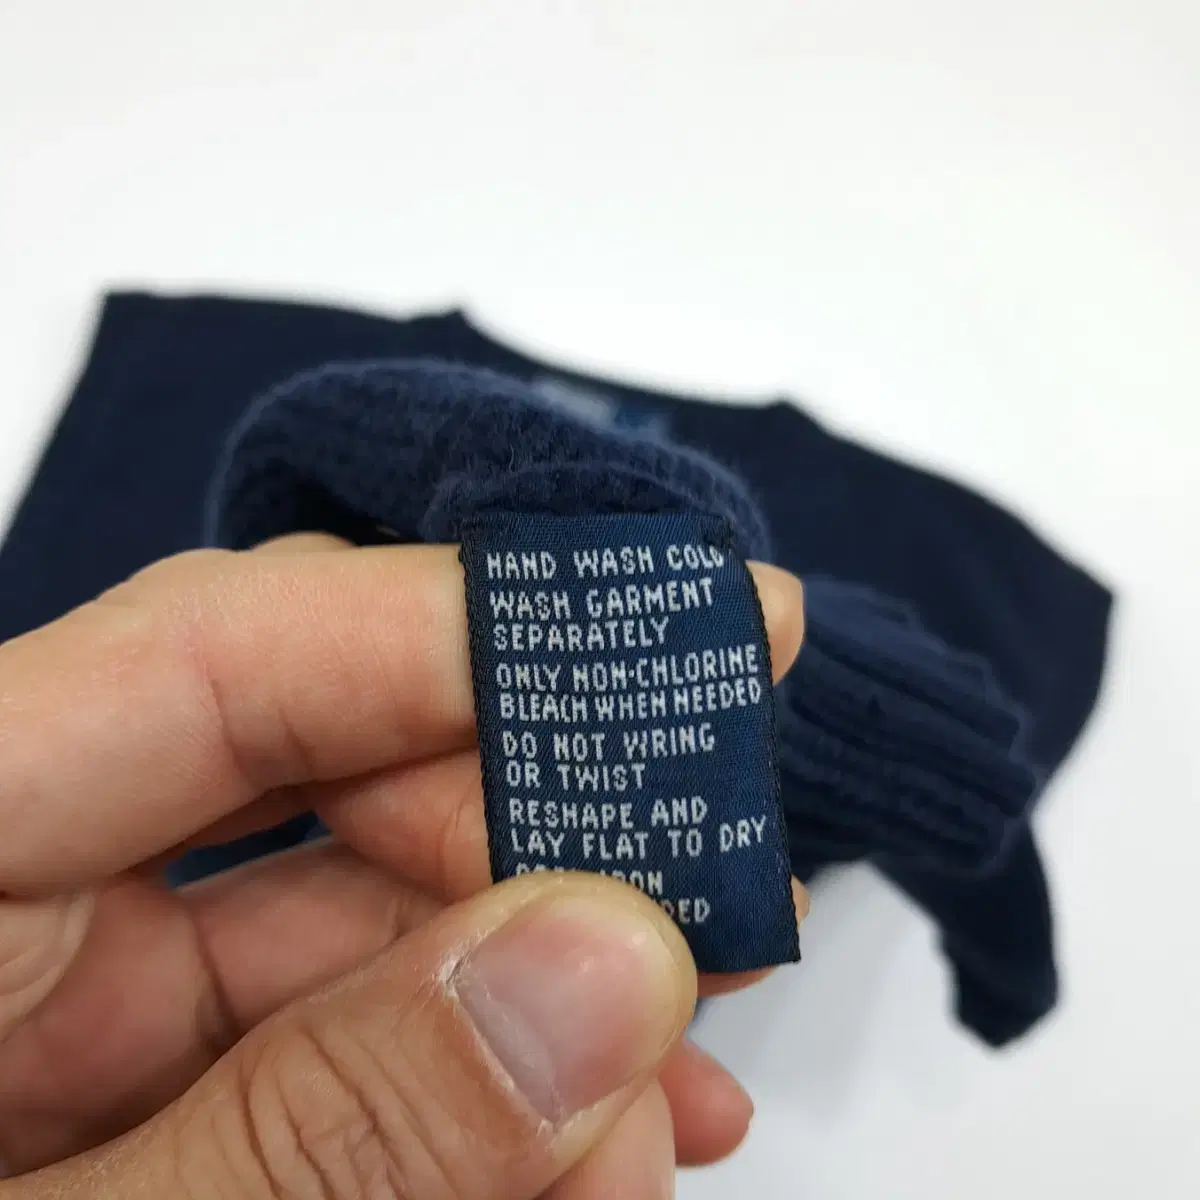 HAND WASH COLD
WASH GARMENT
SEPARATELY
ONLY NON-CHLORINE
BLEACH WHEN NEEDED
DO NOT WRING
OR TWIST
RESHAPE AND
LAY FLAT TO DRY